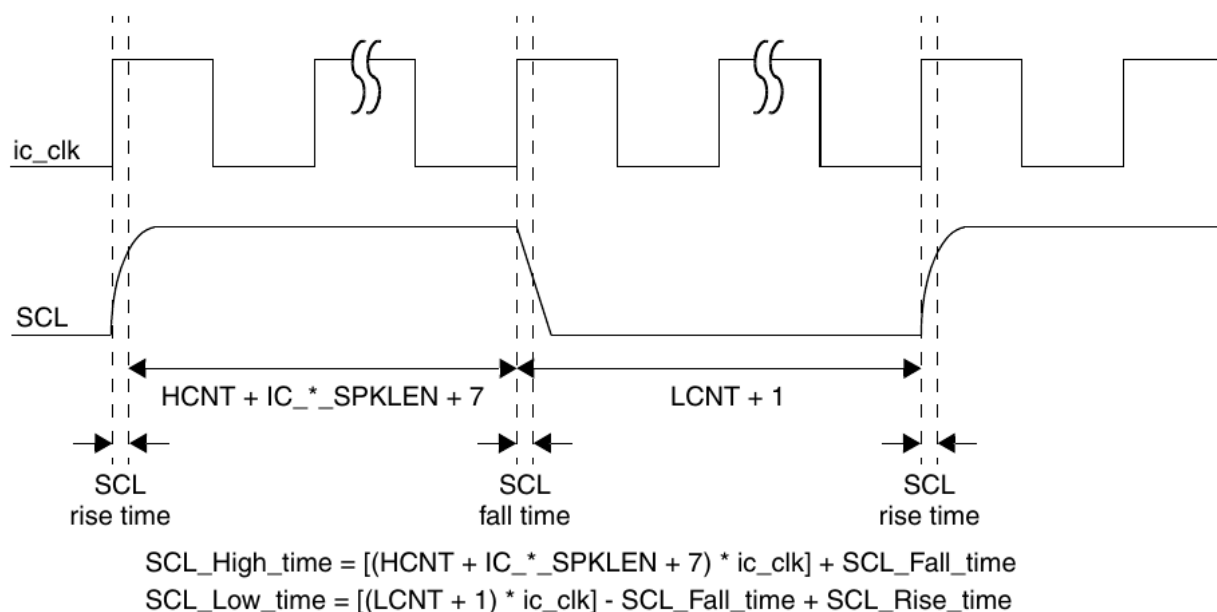 ic_clk
SCL
HCNT + IC_*_SPKLEN + 7
LCNT + 1
SCL
rise time
SCL
fall time
SCL
rise time
SCL_High_time = [(HCNT + IC_*_SPKLEN + 7) * ic_clk] + SCL_Fall_time
SCL_Low_time = [(LCNT + 1) * ic_clk] - SCL_Fall_time + SCL_Rise_time